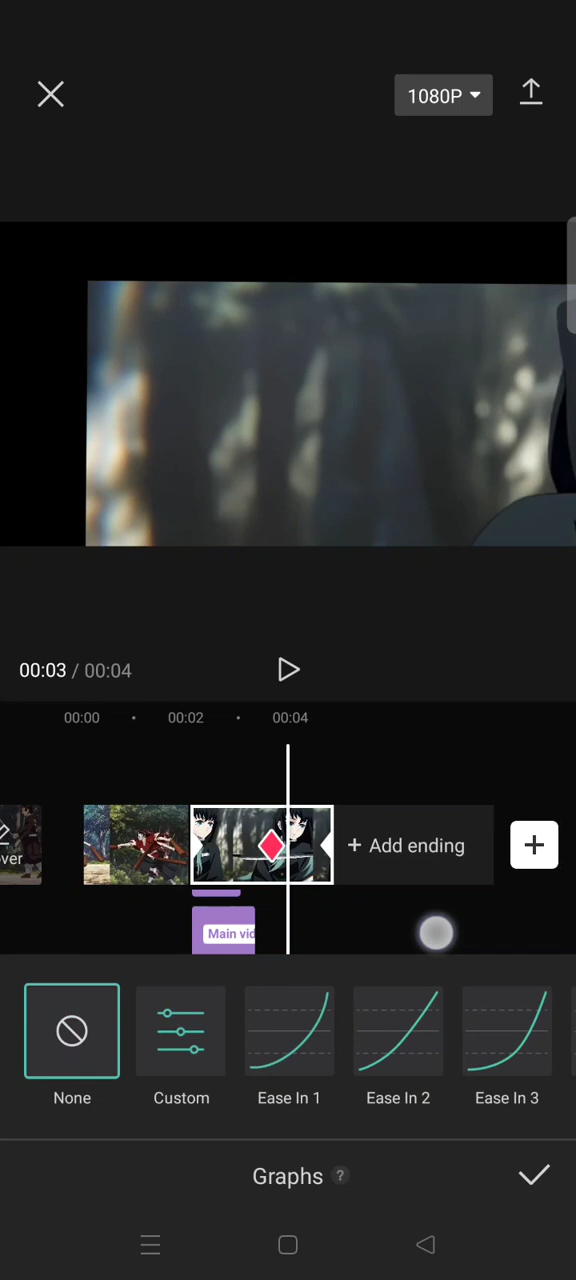 1080P
00:03 / 00:04
00:00 00:02 00:04
over
+ Add ending
Main vid
None Custom Ease In 1 Ease In 2 Ease In 3
Graphs ?